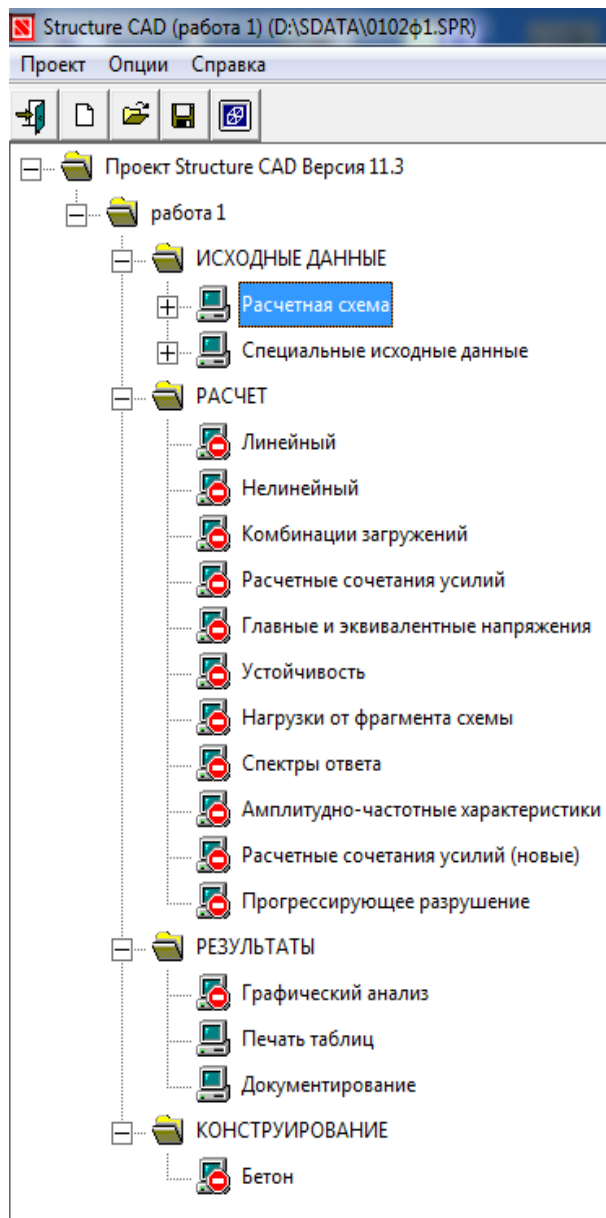 Structure CAD (работа 1) (D:\SDATA\0102ф1.SPR)
Проект Опции Справка
Проект Structure CAD Версия 11.3
работа 1
ИСХОДНЫЕ ДАННЫЕ
Расчетная схема
Специальные исходные данные
РАСЧЕТ
Линейный
Нелинейный
Комбинации загружений
Расчетные сочетания усилий
Главные и эквивалентные напряжения
Устойчивость
Нагрузки от фрагмента схемы
Спектры ответа
Амплитудно-частотные характеристики
Расчетные сочетания усилий (новые)
Прогрессирующее разрушение
РЕЗУЛЬТАТЫ
Графический анализ
Печать таблиц
Документирование
КОНСТРУИРОВАНИЕ
Бетон